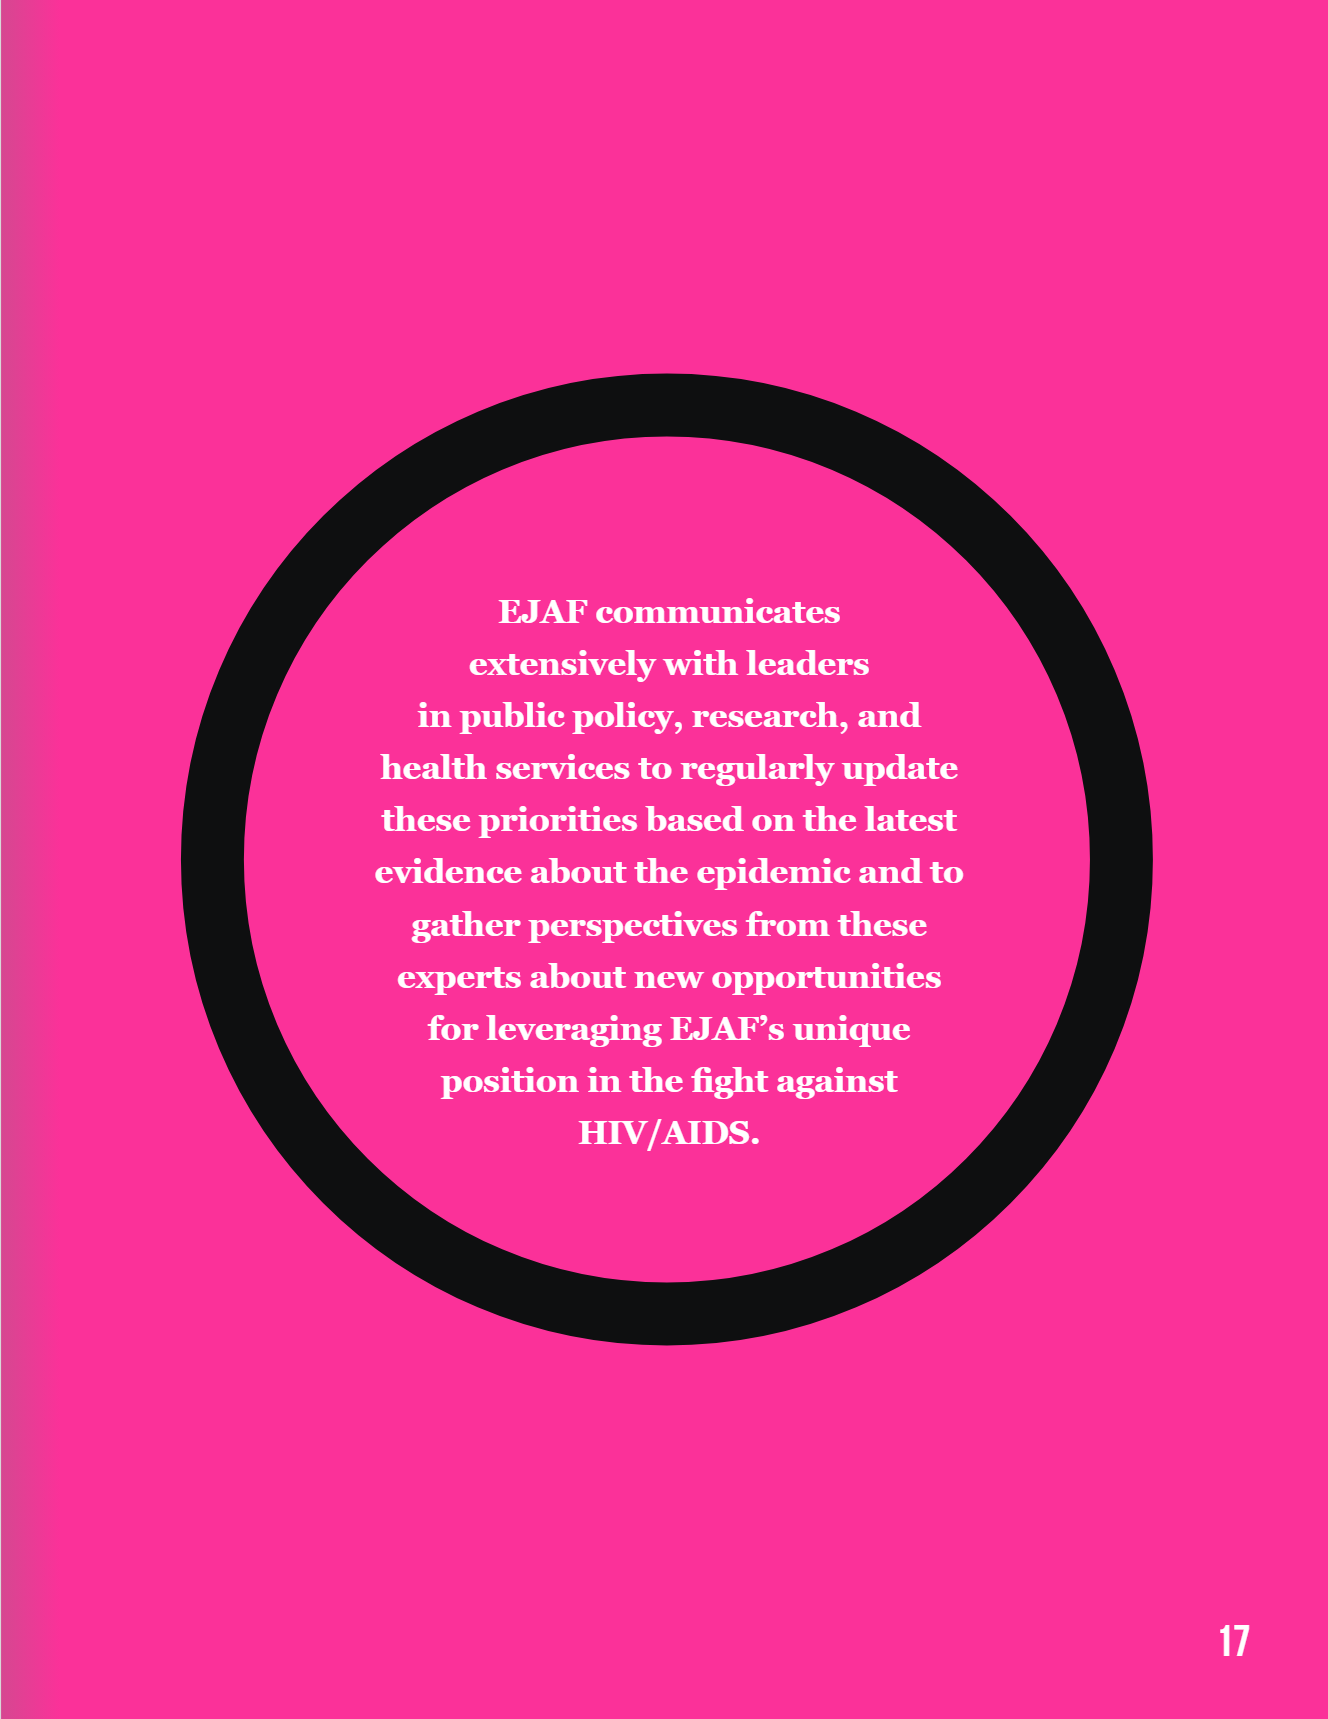 EJAF communicates
extensively with leaders
in public policy, research, and
health services to regularly update
these priorities based on the latest
evidence about the epidemic and to
gather perspectives from these
experts about new opportunities
for leveraging EJAF’s unique
position in the fight against
HIV/AIDS.
17